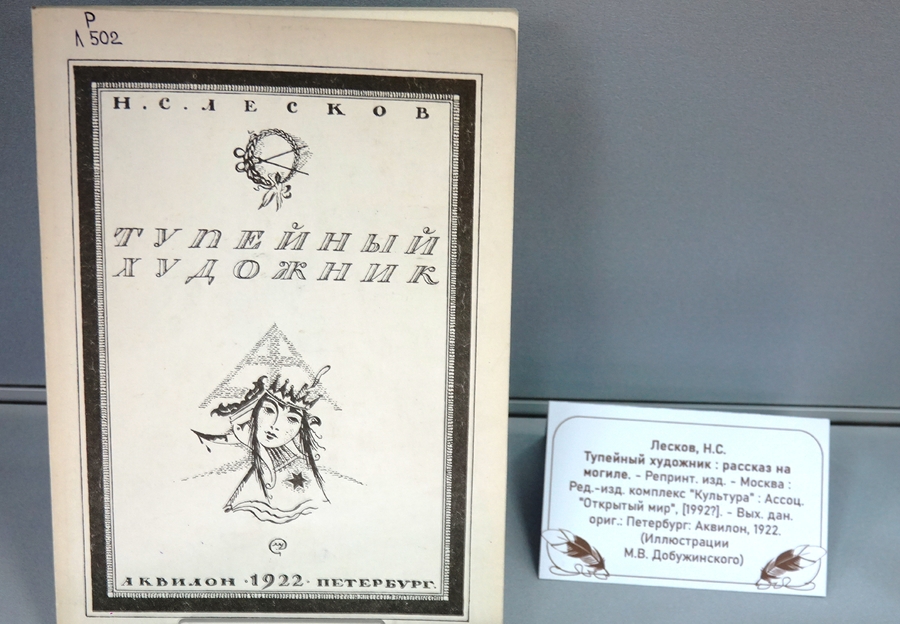 Р
Л 502
Н. С. ЛЕСКОВ
ТУПЕЙНЫЙ
ХУДОЖНИК
АКВИЛОН · 1922 · ПЕТЕРБУРГ.
Лесков, Н.С.
Тупейный художник : рассказ на
могиле. - Репринт. изд. - Москва :
Ред.-изд. комплекс "Культура" : Ассоц.
"Открытый мир", [1992?]. - Вых. дан.
ориг.: Петербург: Аквилон, 1922.
(Иллюстрации
М.В. Добужинского)